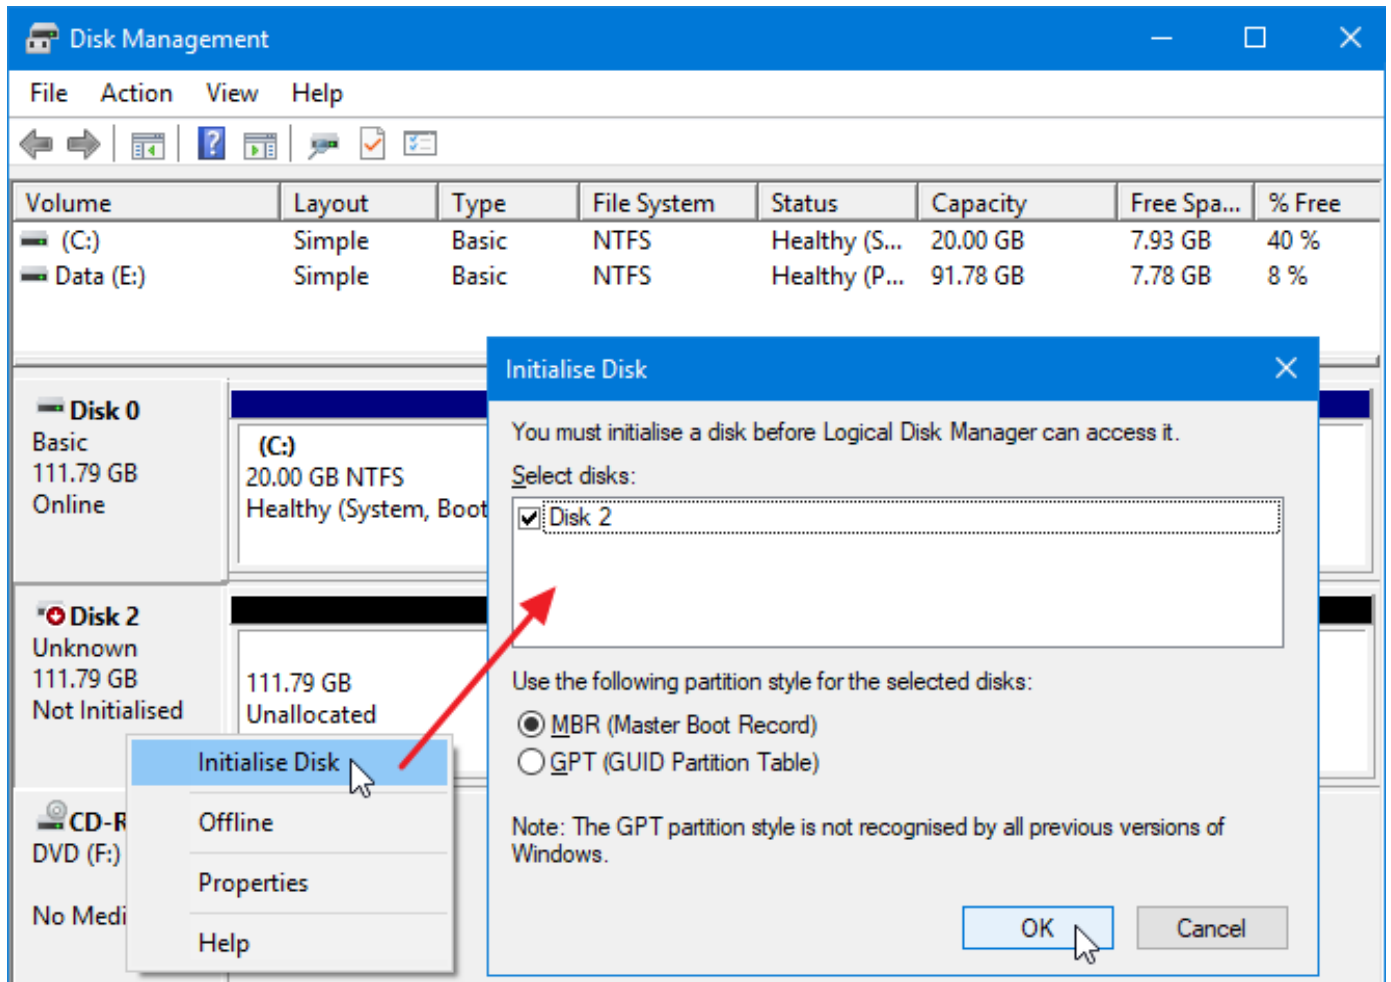 Disk Management
File Action View Help
Volume Layout Type File System Status Capacity Free Spa... % Free
(C:) Simple Basic NTFS Healthy (S... 20.00 GB 7.93 GB 40 %
Data (E:) Simple Basic NTFS Healthy (P... 91.78 GB 7.78 GB 8 %
Disk 0
Basic
111.79 GB
Online
(C:)
20.00 GB NTFS
Healthy (System, Boot
Disk 2
Unknown
111.79 GB
Not Initialised
111.79 GB
Unallocated
CD-R
DVD (F:)
No Medi
Initialise Disk
Offline
Properties
Help
Initialise Disk
You must initialise a disk before Logical Disk Manager can access it.
Select disks:
Disk 2
Use the following partition style for the selected disks:
MBR (Master Boot Record)
GPT (GUID Partition Table)
Note: The GPT partition style is not recognised by all previous versions of
Windows.
OK Cancel